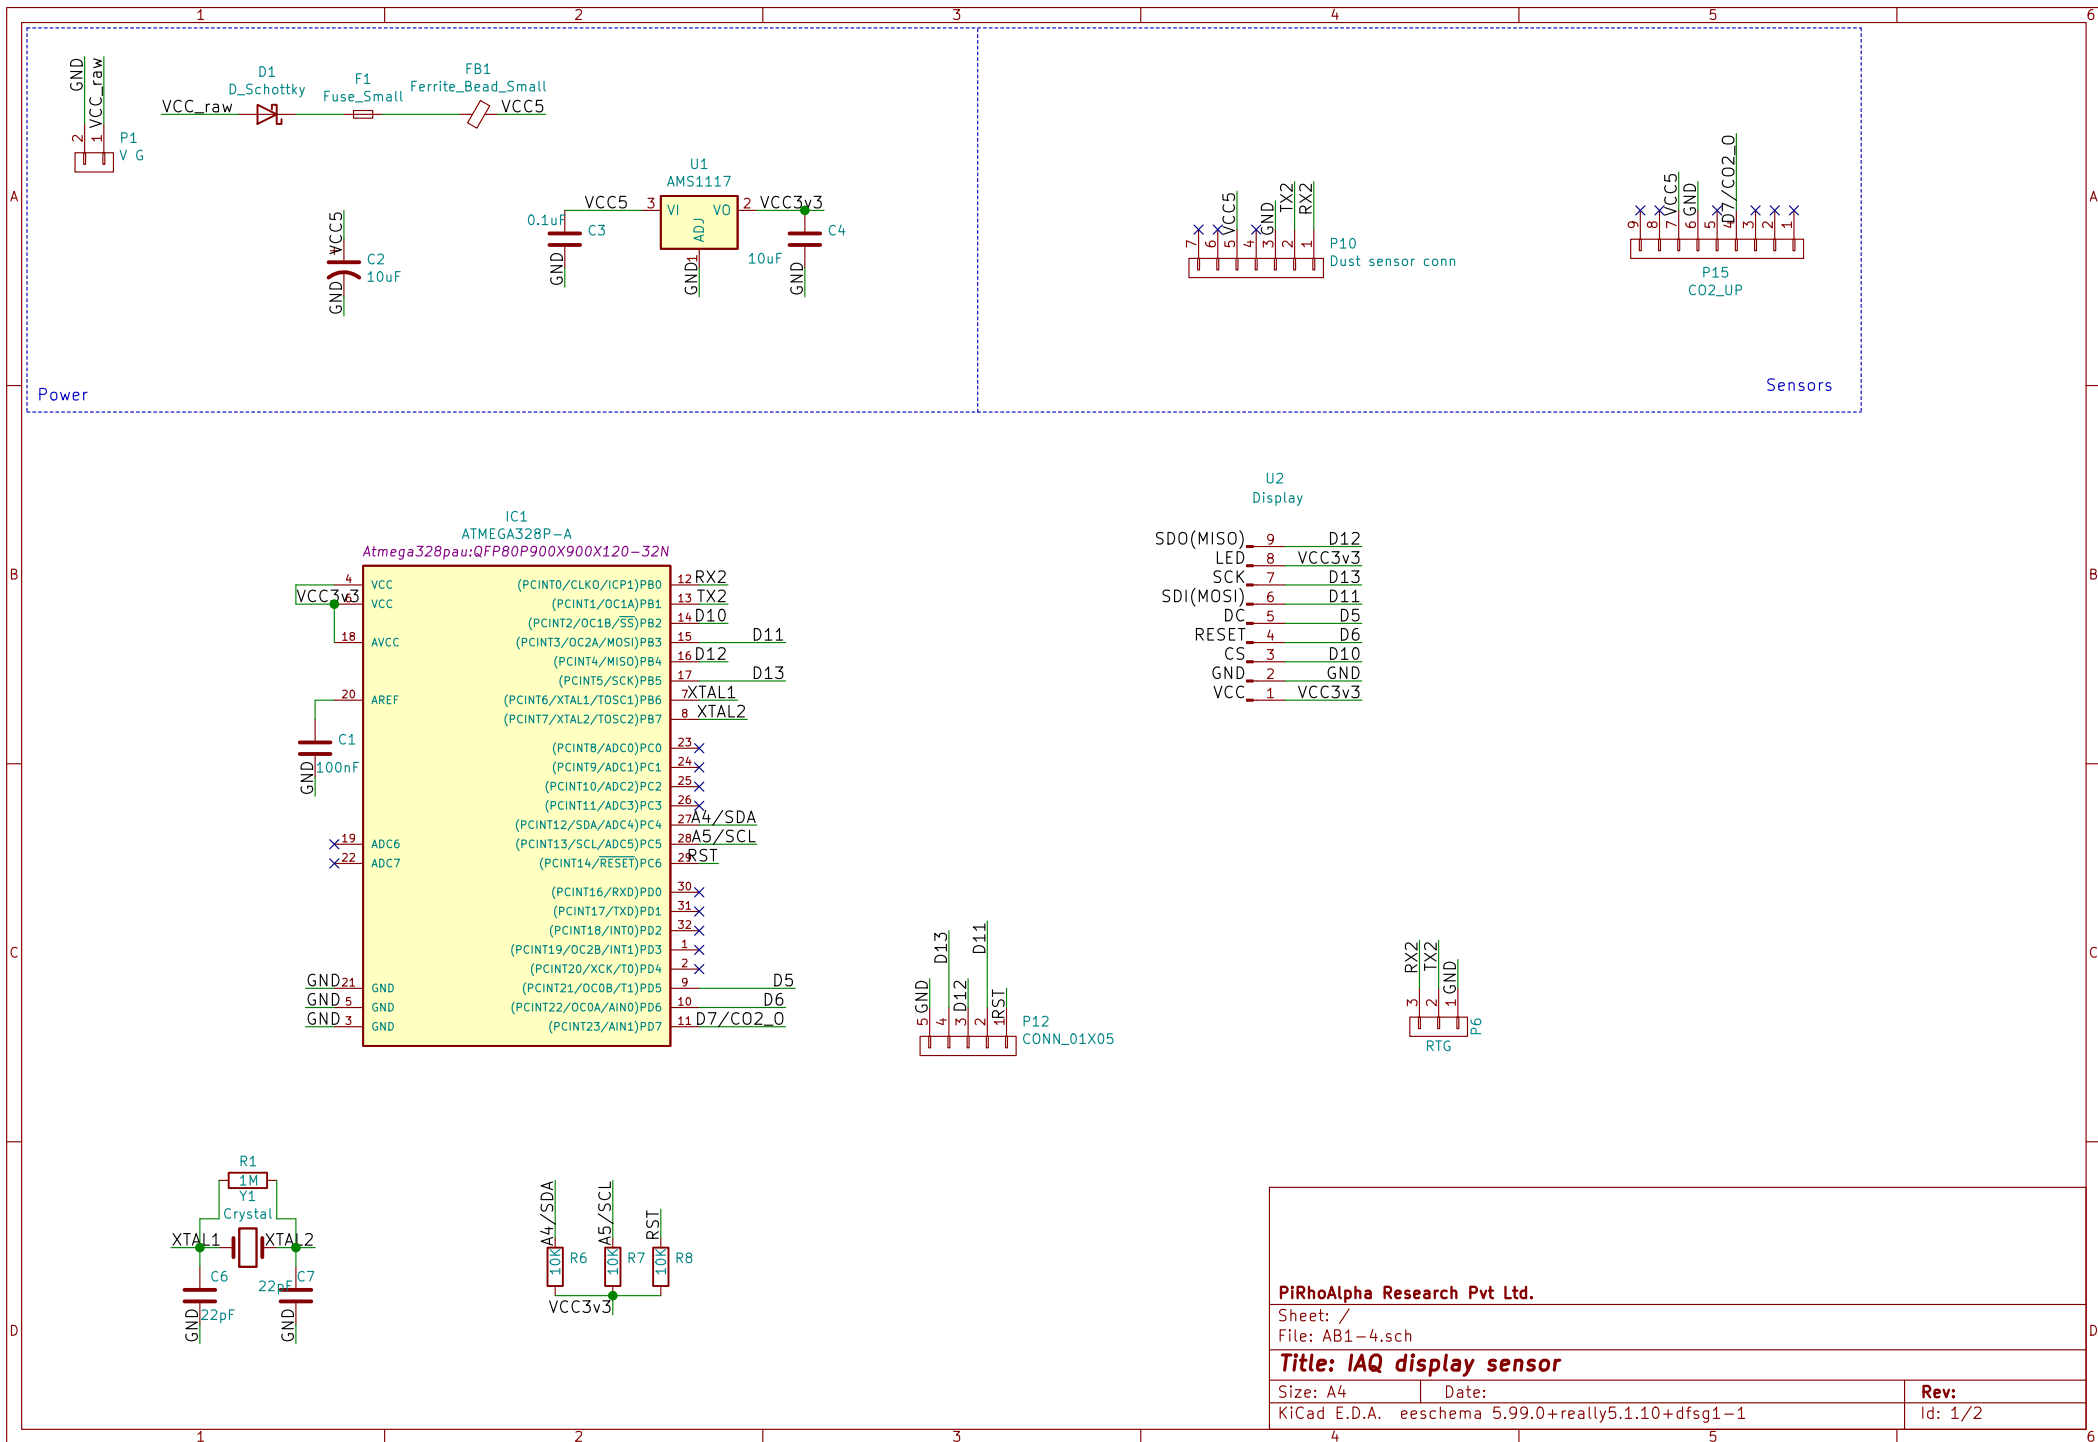 1 2 3 4 5 6
A
B
C
D
GND
VCC_raw
2 1
P1
V G
VCC_raw
D1
D_Schottky
F1
Fuse_Small
FB1
Ferrite_Bead_Small
VCC5
VCC5
C2
10uF
GND
VCC5
0.1uF
C3
GND
U1
AMS1117
3 VI VO 2
ADJ
1
GND
VCC3v3
C4
10uF
GND
Power
VCC5
GND
TX2
RX2
7 6 5 4 3 2 1
P10
Dust sensor conn
VCC5
GND
D7/CO2_O
9 8 7 6 5 4 3 2 1
P15
CO2_UP
Sensors
IC1
ATMEGA328P-A
Atmega328pau:QFP80P900X900X120-32N
VCC3v3
4 VCC
6 VCC
18 AVCC
20 AREF
C1
100nF
GND
19 ADC6
22 ADC7
GND 21 GND
GND 5 GND
GND 3 GND
(PCINT0/CLKO/ICP1)PB0 12 RX2
(PCINT1/OC1A)PB1 13 TX2
(PCINT2/OC1B/SS)PB2 14 D10
(PCINT3/OC2A/MOSI)PB3 15 D11
(PCINT4/MISO)PB4 16 D12
(PCINT5/SCK)PB5 17 D13
(PCINT6/XTAL1/TOSC1)PB6 7 XTAL1
(PCINT7/XTAL2/TOSC2)PB7 8 XTAL2
(PCINT8/ADC0)PC0 23
(PCINT9/ADC1)PC1 24
(PCINT10/ADC2)PC2 25
(PCINT11/ADC3)PC3 26
(PCINT12/SDA/ADC4)PC4 27 A4/SDA
(PCINT13/SCL/ADC5)PC5 28 A5/SCL
(PCINT14/RESET)PC6 29 RST
(PCINT16/RXD)PD0 30
(PCINT17/TXD)PD1 31
(PCINT18/INT0)PD2 32
(PCINT19/OC2B/INT1)PD3 1
(PCINT20/XCK/T0)PD4 2
(PCINT21/OC0B/T1)PD5 9 D5
(PCINT22/OC0A/AIN0)PD6 10 D6
(PCINT23/AIN1)PD7 11 D7/CO2_O
U2
Display
SDO(MISO) 9 D12
LED 8 VCC3v3
SCK 7 D13
SDI(MOSI) 6 D11
DC 5 D5
RESET 4 D6
CS 3 D10
GND 2 GND
VCC 1 VCC3v3
GND
D13
D12
D11
RST
5 4 3 2 1
P12
CONN_01X05
RX2
TX2
GND
3 2 1
P6
RTG
R1
1M
Y1
Crystal
XTAL1
XTAL2
C6
22pF
C7
22pF
GND
GND
A4/SDA
A5/SCL
RST
10K R6
10K R7
10K R8
VCC3v3
PiRhoAlpha Research Pvt Ltd.
Sheet: /
File: AB1-4.sch
Title: IAQ display sensor
Size: A4 Date: Rev:
KiCad E.D.A. eeschema 5.99.0+really5.1.10+dfsg1-1 Id: 1/2
A
B
C
D
1 2 3 4 5 6